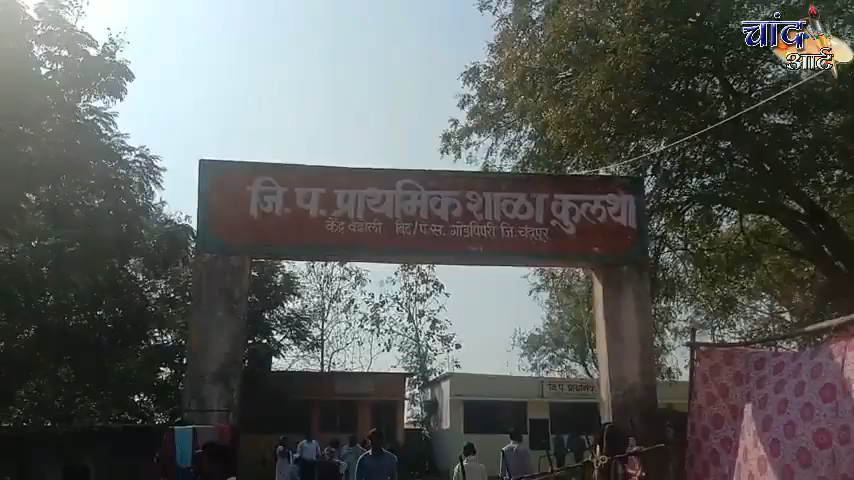 चांद
आर्ट
जि. प. प्राथमिक शाळा कुलथा
केंद्र वढोली बिट/प.स. गोंडपिपरी जि.चंद्रपूर
जि.प. प्राथमिक